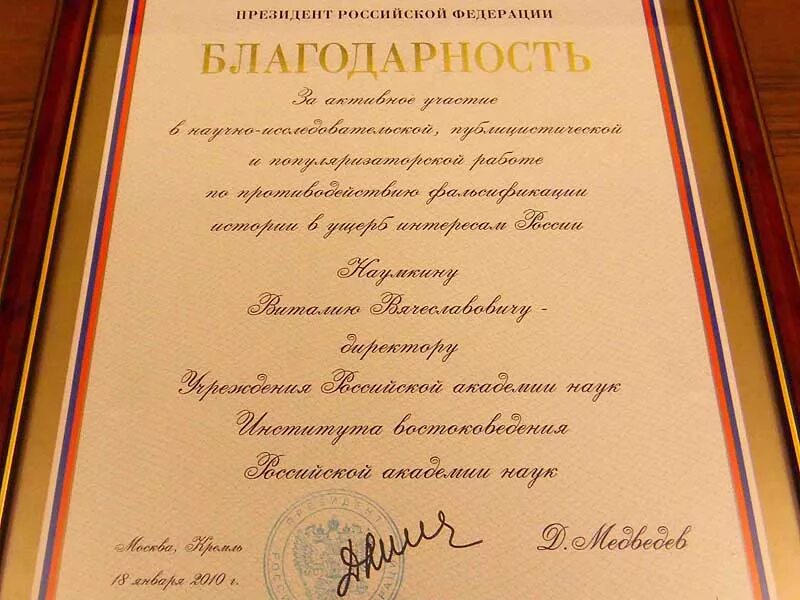 ПРЕЗИДЕНТ РОССИЙСКОЙ ФЕДЕРАЦИИ
БЛАГОДАРНОСТЬ
За активное участие
в научно-исследовательской, публицистической
и популяризаторской работе
по противодействию фальсификации
истории в ущерб интересам России
Наумкину
Виталию Вячеславовичу -
директору
Учреждения Российской академии наук
Института востоковедения
Российской академии наук
Москва, Кремль
18 января 2010 г.
ПРЕЗИДЕНТ
Д. Медведев